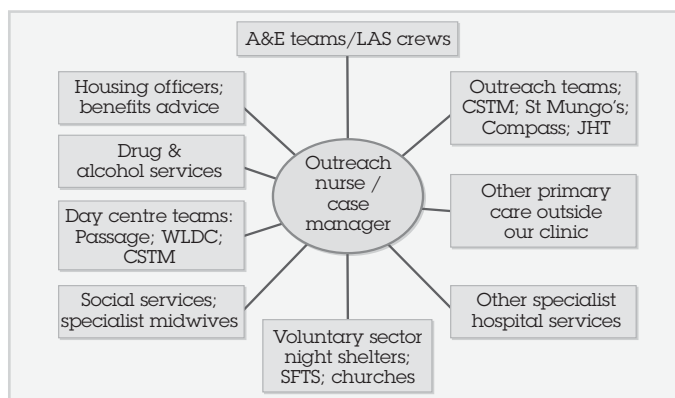 A&E teams/LAS crews
Housing officers;
benefits advice
Outreach teams;
CSTM; St Mungo's;
Compass; JHT
Drug &
alcohol services
Outreach
nurse /
case
manager
Day centre teams:
Passage; WLDC;
CSTM
Other primary
care outside
our clinic
Social services;
specialist midwives
Voluntary sector
night shelters;
SFTS; churches
Other specialist
hospital services